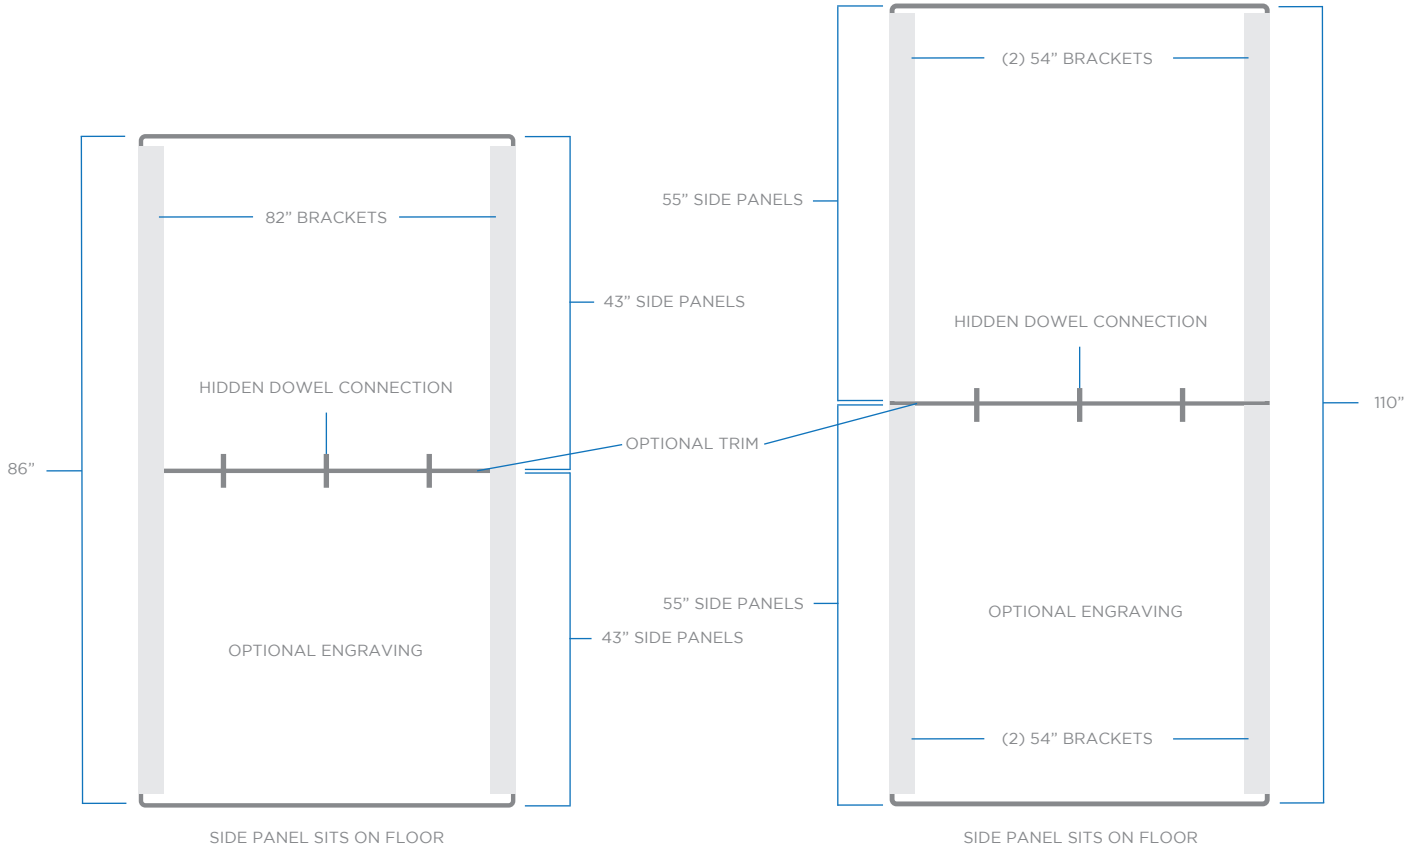 (2) 54” BRACKETS
55” SIDE PANELS
82” BRACKETS
43” SIDE PANELS
HIDDEN DOWEL CONNECTION
HIDDEN DOWEL CONNECTION
110”
OPTIONAL TRIM
86”
55” SIDE PANELS
OPTIONAL ENGRAVING
43” SIDE PANELS
OPTIONAL ENGRAVING
(2) 54” BRACKETS
SIDE PANEL SITS ON FLOOR
SIDE PANEL SITS ON FLOOR